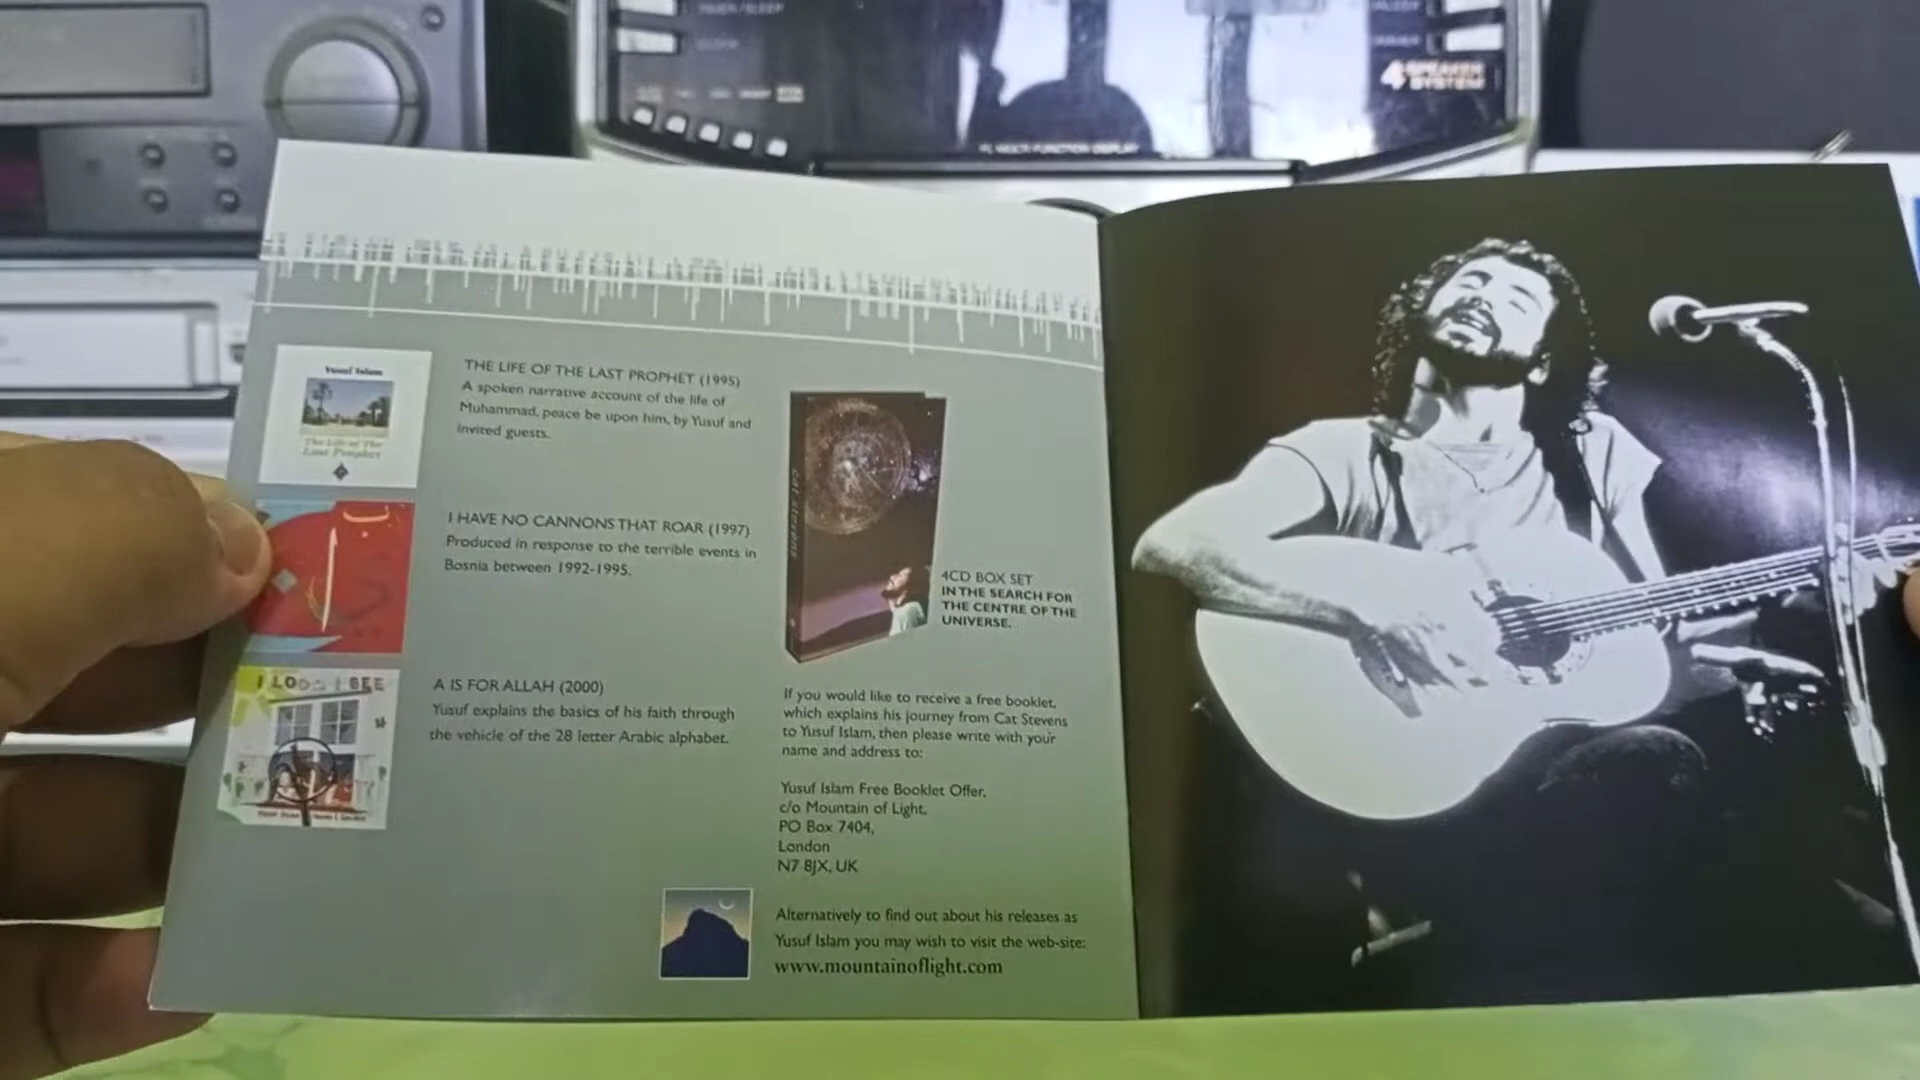 4 SPEAKER
SYSTEM
FL MULTI FUNCTION DISPLAY
Yusuf Islam
The Life of The
Last Prophet
THE LIFE OF THE LAST PROPHET (1995)
A spoken narrative account of the life of
Muhammad, peace be upon him, by Yusuf and
invited guests.
I HAVE NO CANNONS THAT ROAR (1997)
Produced in response to the terrible events in
Bosnia between 1992-1995.
A IS FOR ALLAH (2000)
Yusuf explains the basics of his faith through
the vehicle of the 28 letter Arabic alphabet.
cat stevens
4CD BOX SET
IN THE SEARCH FOR
THE CENTRE OF THE
UNIVERSE.
If you would like to receive a free booklet,
which explains his journey from Cat Stevens
to Yusuf Islam, then please write with your
name and address to:
Yusuf Islam Free Booklet Offer,
c/o Mountain of Light,
PO Box 7404,
London
N7 8JX, UK
Alternatively to find out about his releases as
Yusuf Islam you may wish to visit the web-site:
www.mountainoflight.com